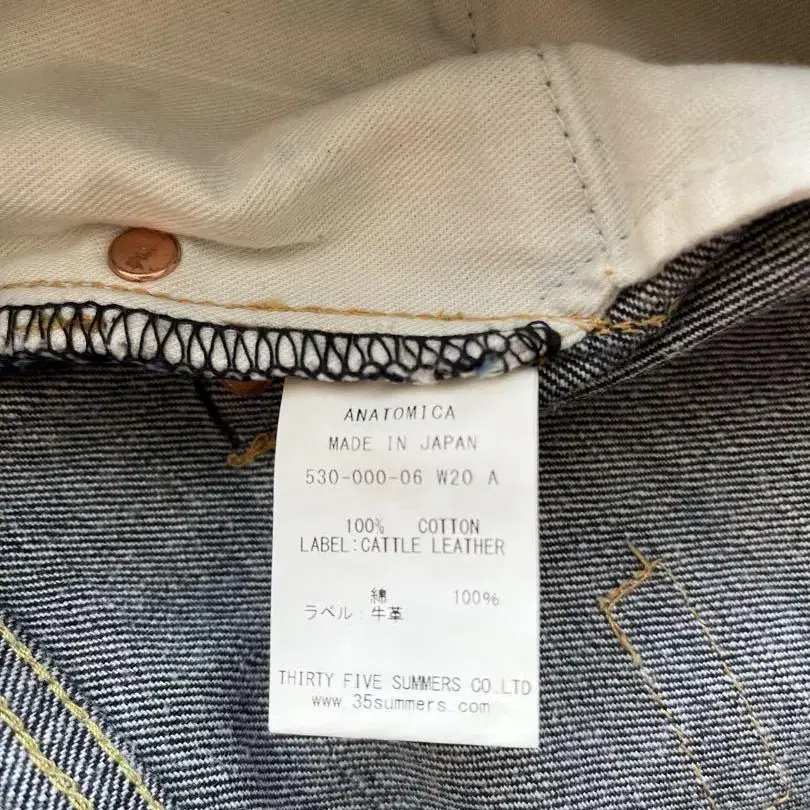 ANATOMICA
MADE IN JAPAN
530-000-06 W20 A
100% COTTON
LABEL:CATTLE LEATHER
綿 100%
ラベル:牛革
THIRTY FIVE SUMMERS CO.LTD
www.35summers.com